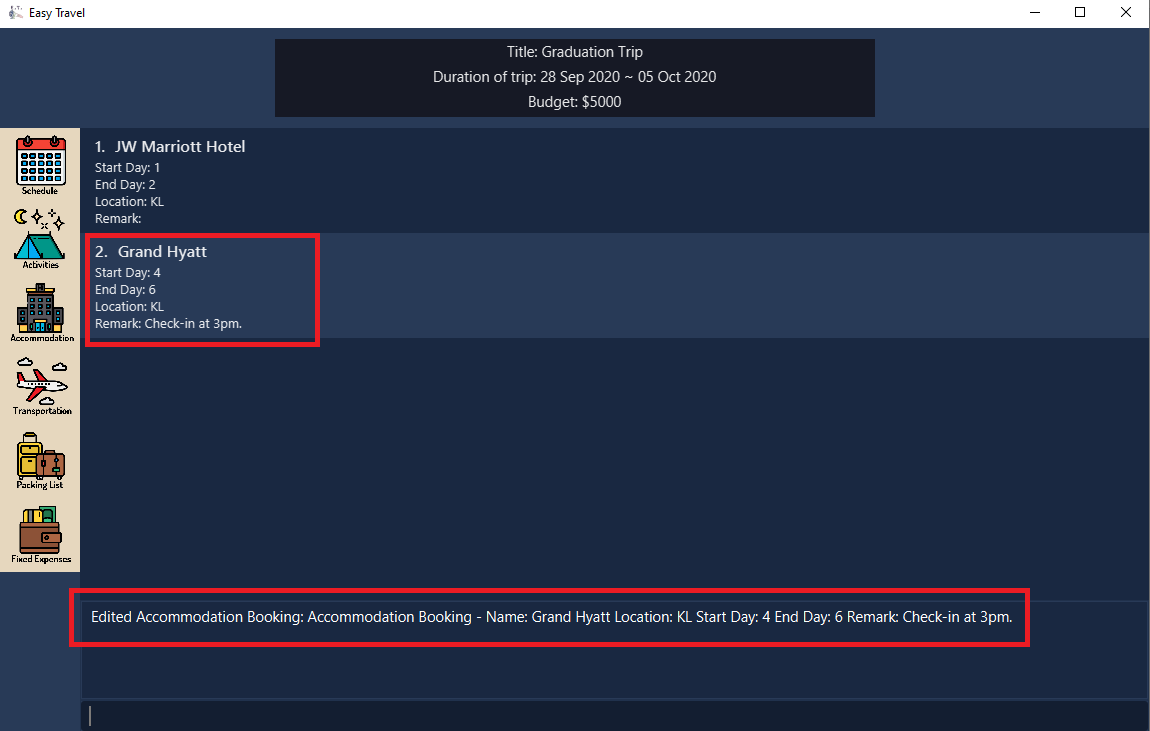 Easy Travel
Title: Graduation Trip
Duration of trip: 28 Sep 2020 ~ 05 Oct 2020
Budget: $5000
Schedule
Activities
Accommodation
Transportation
Packing List
Fixed Expenses
1. JW Marriott Hotel
Start Day: 1
End Day: 2
Location: KL
Remark:
2. Grand Hyatt
Start Day: 4
End Day: 6
Location: KL
Remark: Check-in at 3pm.
Edited Accommodation Booking: Accommodation Booking - Name: Grand Hyatt Location: KL Start Day: 4 End Day: 6 Remark: Check-in at 3pm.